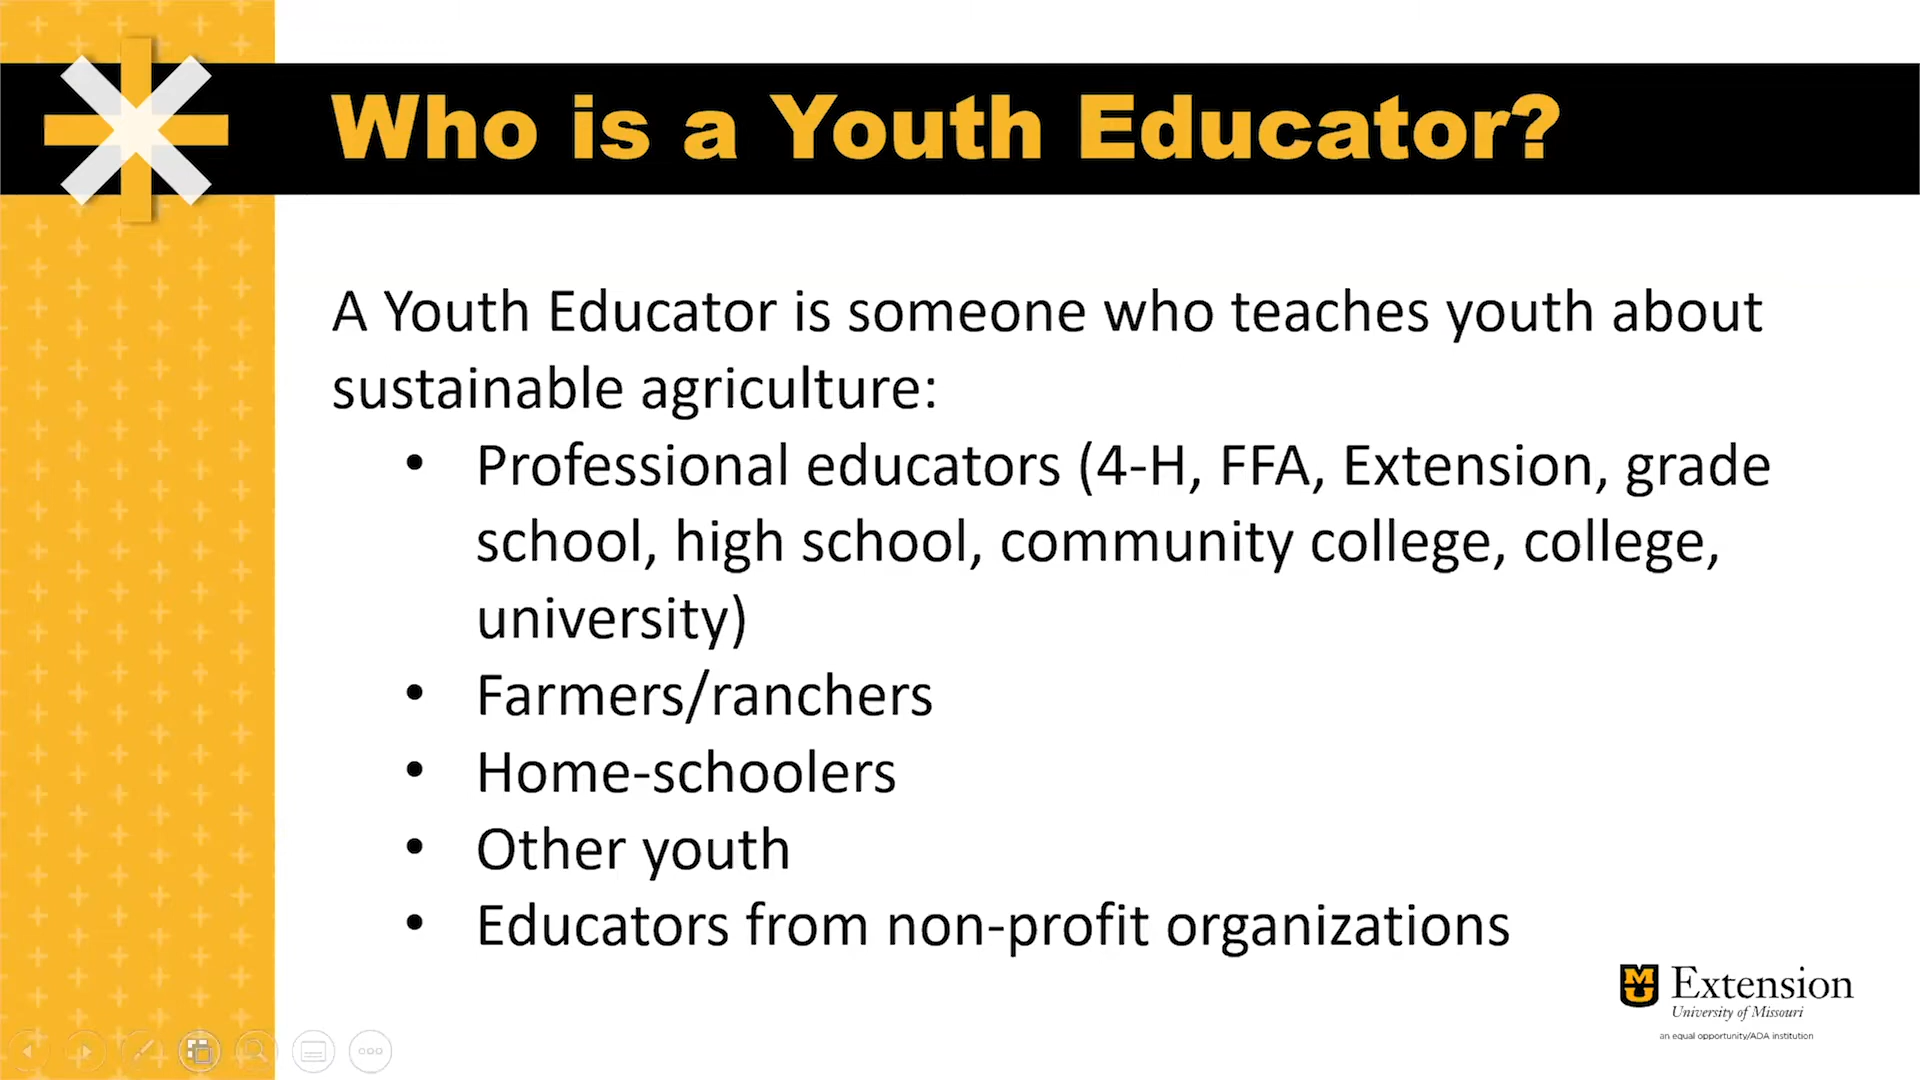 Who is a Youth Educator?
A Youth Educator is someone who teaches youth about
sustainable agriculture:
• Professional educators (4-H, FFA, Extension, grade
school, high school, community college, college,
university)
• Farmers/ranchers
• Home-schoolers
• Other youth
• Educators from non-profit organizations
MU
Extension
University of Missouri
an equal opportunity/ADA institution